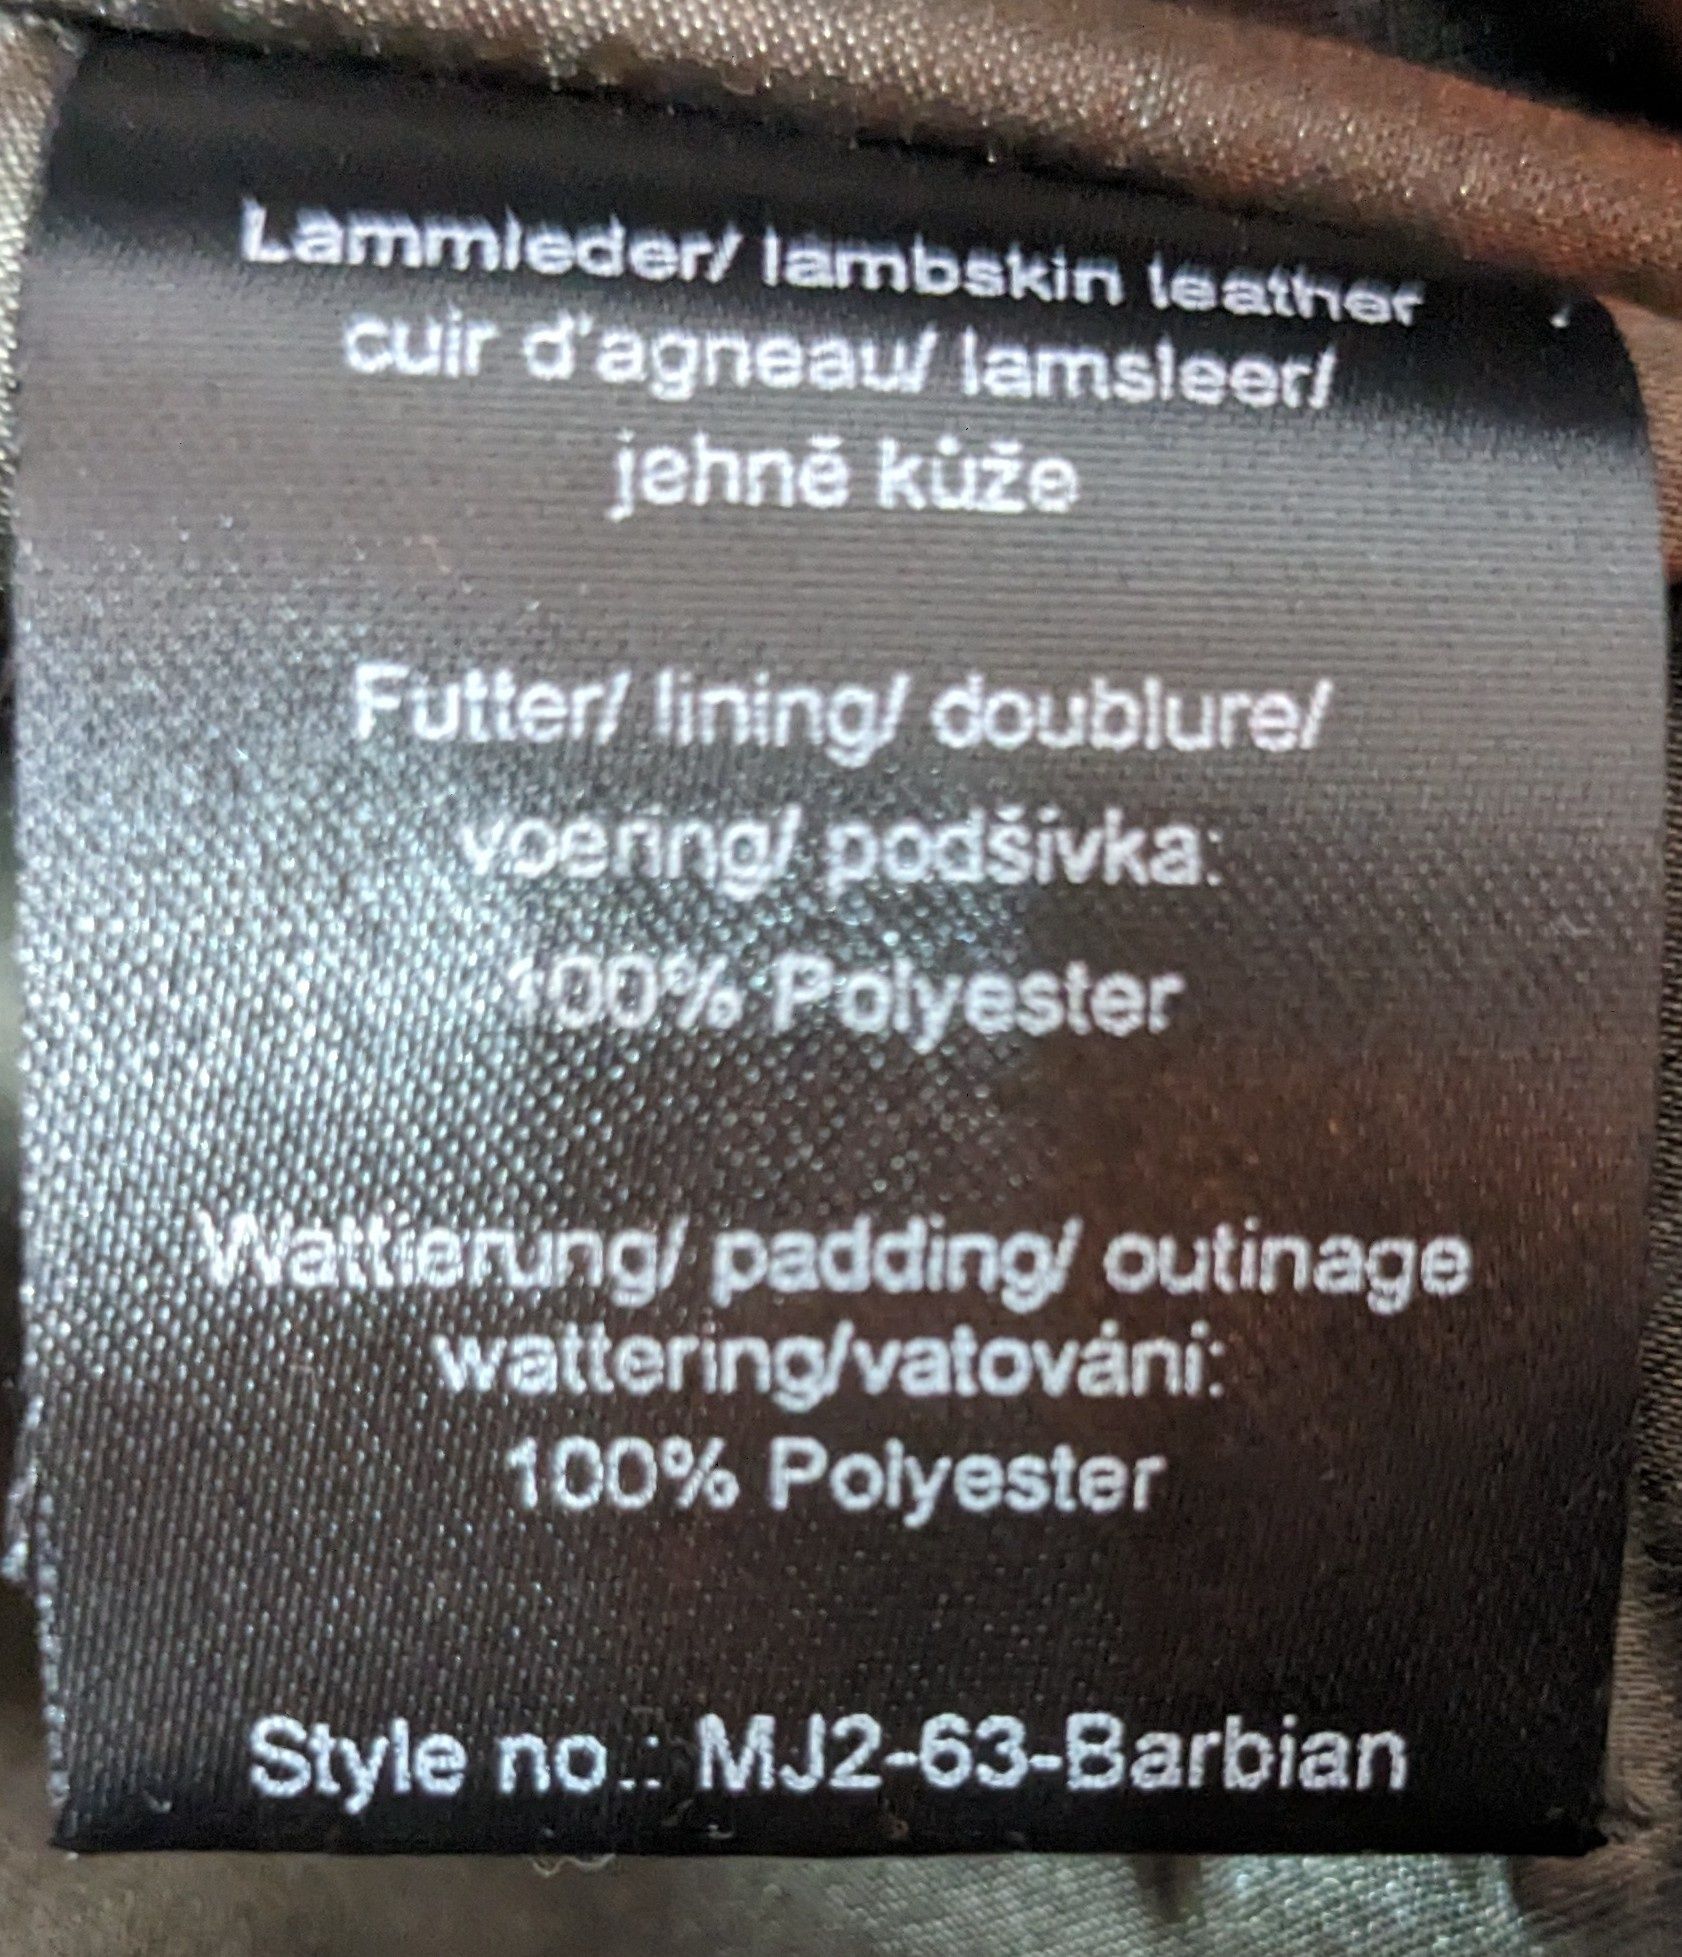 Lammleder/ lambskin leather
cuir d'agneau/ lamsleer/
jehně kůže
Futter/ lining/ doublure/
voering/ podšívka:
100% Polyester
Wattierung/ padding/ outinage
wattering/vatování:
100% Polyester
Style no.: MJ2-63-Barbian